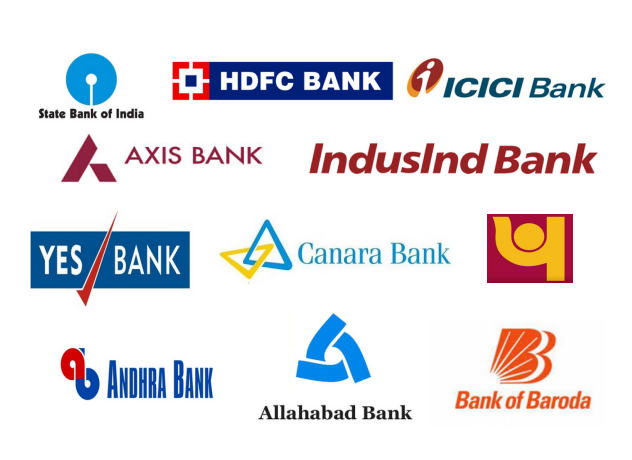 State Bank of India
HDFC BANK
ICICI Bank
AXIS BANK
IndusInd Bank
YES BANK
Canara Bank
ANDHRA BANK
Allahabad Bank
Bank of Baroda